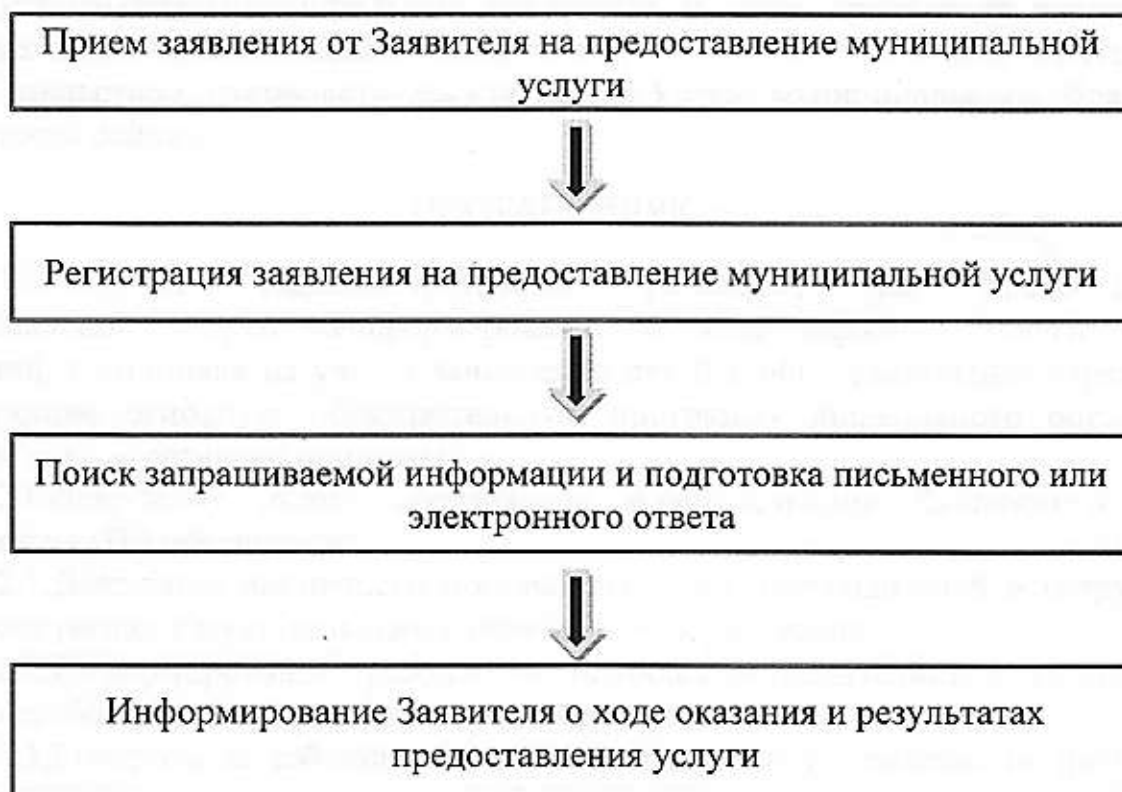 Прием заявления от Заявителя на предоставление муниципальной
услуги
Регистрация заявления на предоставление муниципальной услуги
Поиск запрашиваемой информации и подготовка письменного или
электронного ответа
Информирование Заявителя о ходе оказания и результатах
предоставления услуги